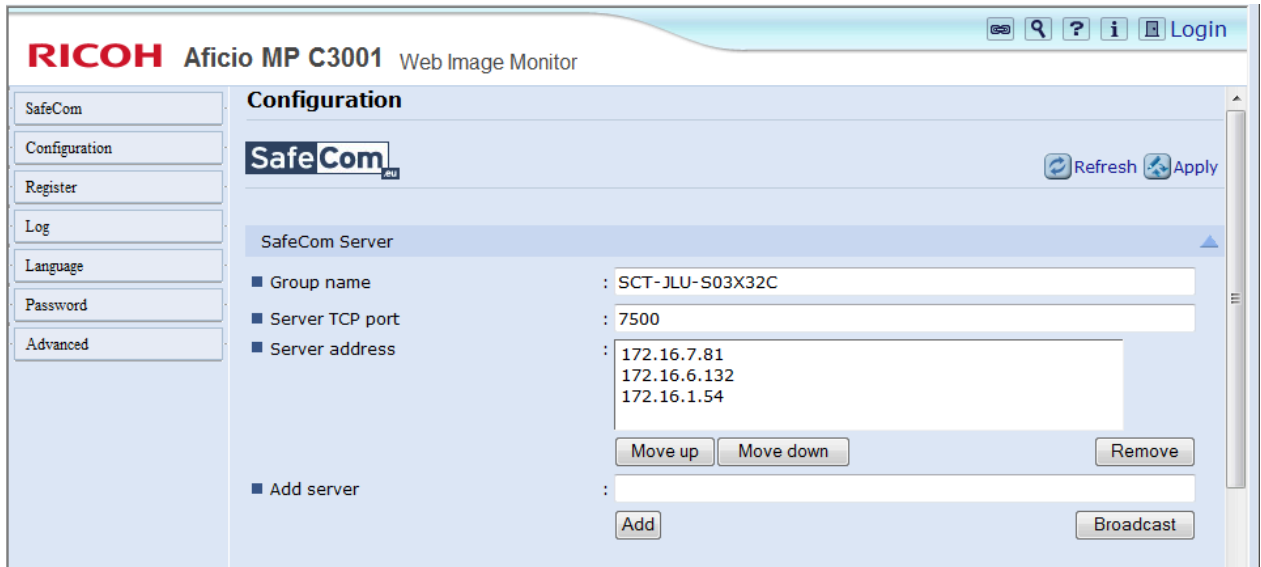 ? i Login
RICOH Aficio MP C3001 Web Image Monitor
SafeCom
Configuration
Register
Log
Language
Password
Advanced
Configuration
SafeCom.eu
Refresh Apply
SafeCom Server
Group name : SCT-JLU-S03X32C
Server TCP port : 7500
Server address : 172.16.7.81
172.16.6.132
172.16.1.54
Move up Move down Remove
Add server :
Add Broadcast